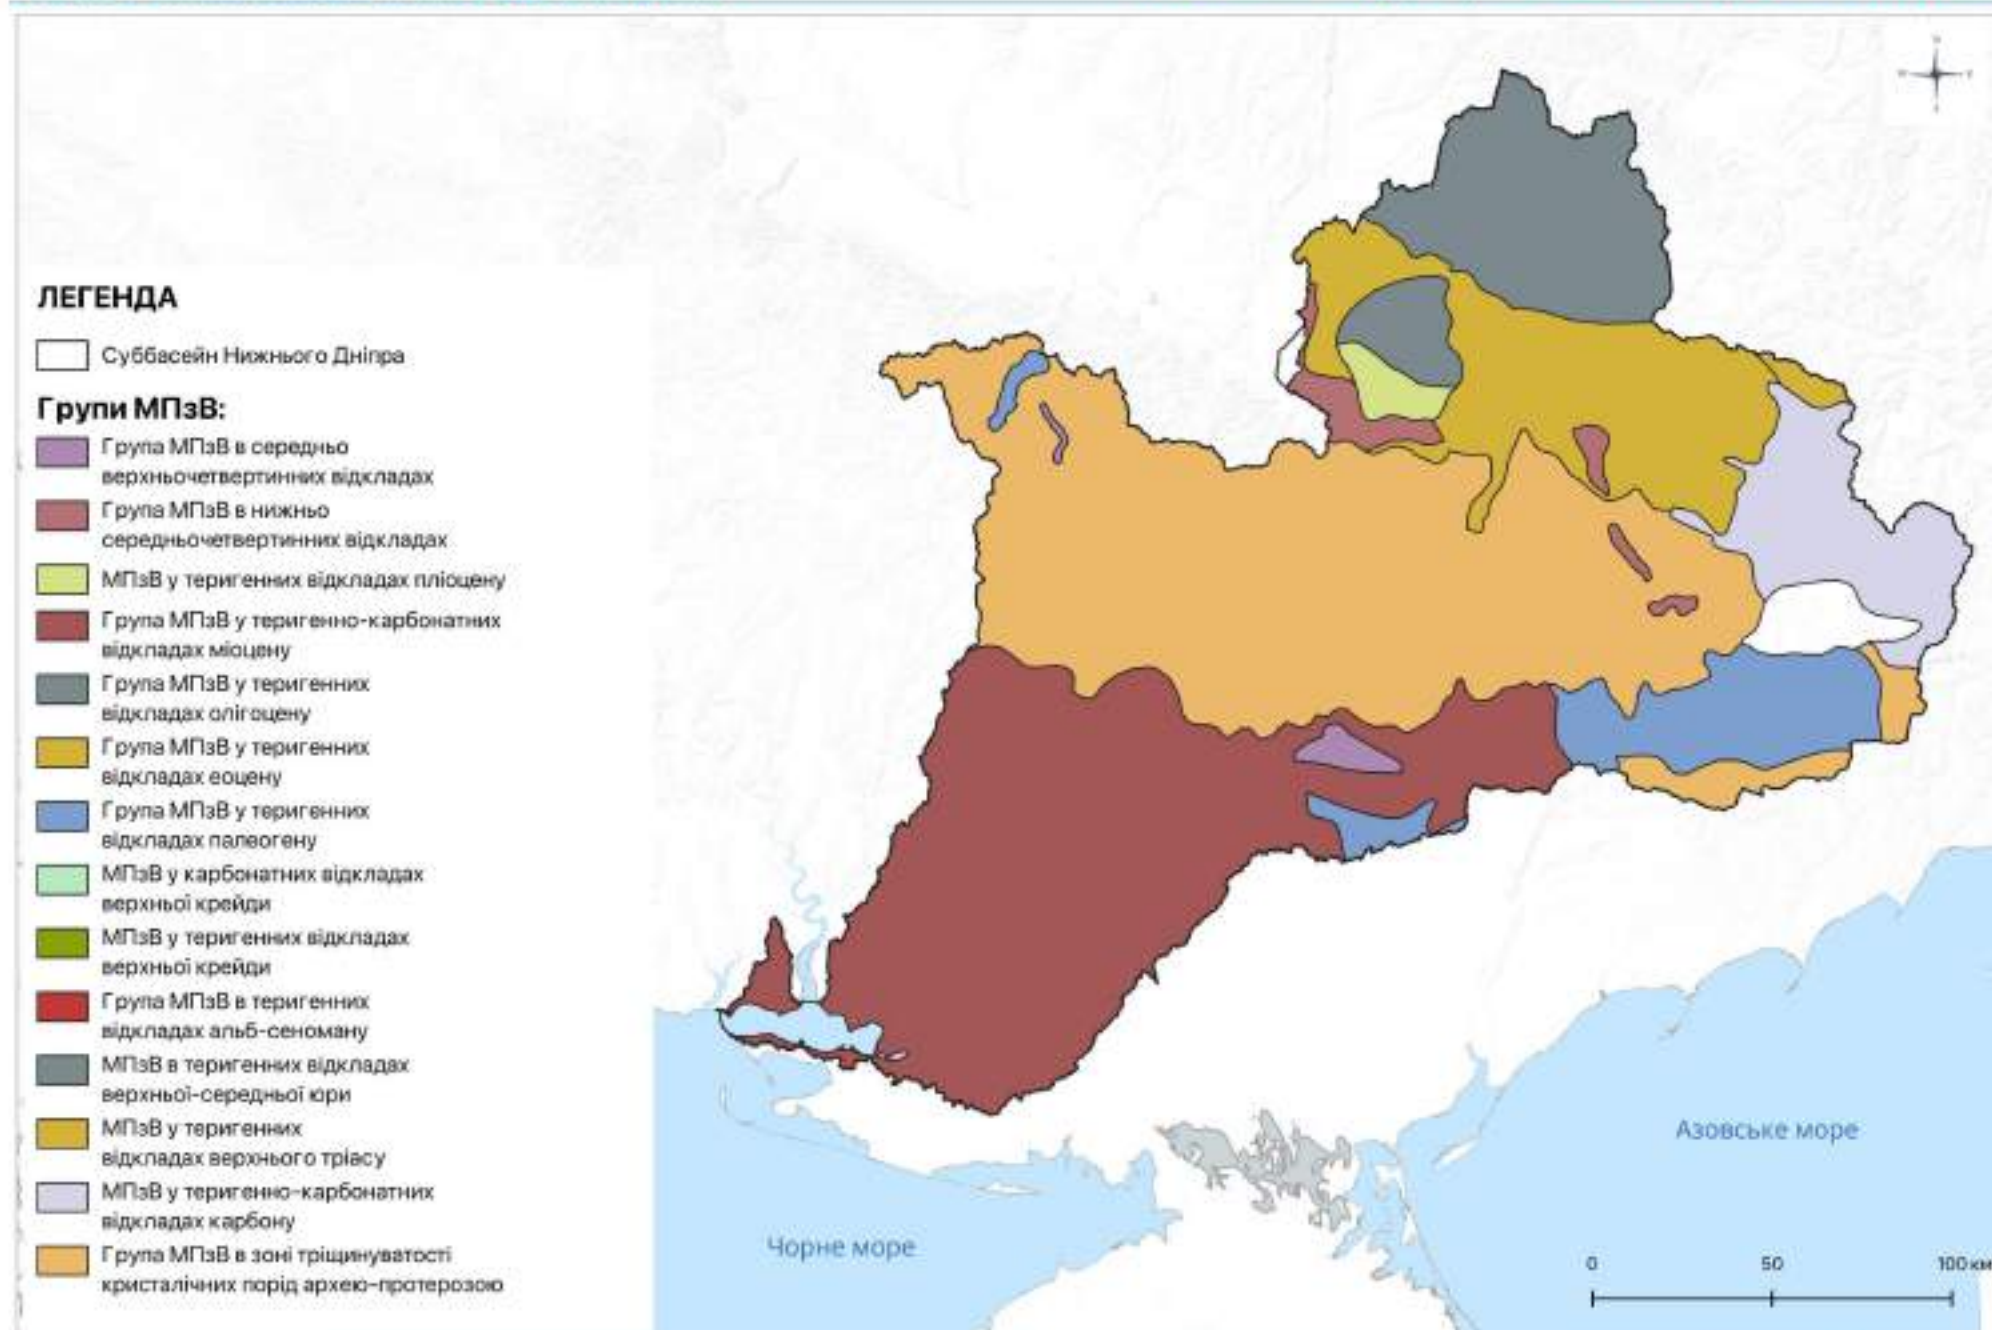 ЛЕГЕНДА
Суббасейн Нижнього Дніпра
Групи МПзВ:
Група МПзВ в середньо
верхньочетвертинних відкладах
Група МПзВ в нижньо
середньочетвертинних відкладах
МПзВ у теригенних відкладах пліоцену
Група МПзВ у теригенно-карбонатних
відкладах міоцену
Група МПзВ у теригенних
відкладах олігоцену
Група МПзВ у теригенних
відкладах еоцену
Група МПзВ у теригенних
відкладах палеогену
МПзВ у карбонатних відкладах
верхньої крейди
МПзВ у теригенних відкладах
верхньої крейди
Група МПзВ в теригенних
відкладах альб-сеноману
МПзВ в теригенних відкладах
верхньої-середньої юри
МПзВ у теригенних
відкладах верхнього тріасу
МПзВ у теригенно-карбонатних
відкладах карбону
Група МПзВ в зоні тріщинуватості
кристалічних порід архею-протерозою
Азовське море
Чорне море
0 50 100 км